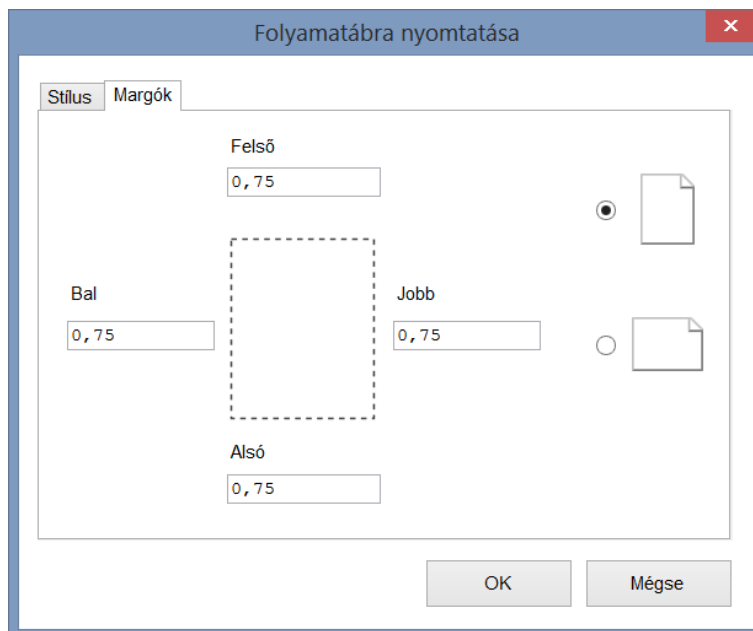 Folyamatábra nyomtatása
Stílus Margók
Felső
0,75
Bal
0,75
Jobb
0,75
Alsó
0,75
OK Mégse